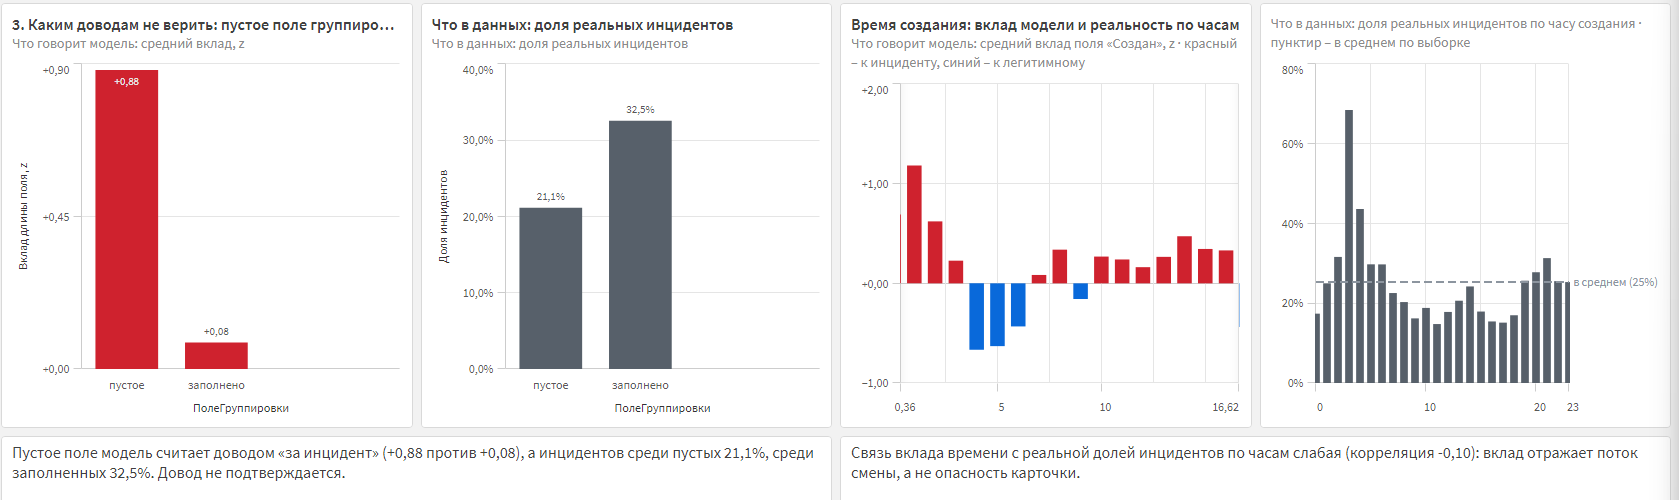 3. Каким доводам не верить: пустое поле группиро…
Что говорит модель: средний вклад, z
+0,90
+0,88
+0,45
+0,08
+0,00
Вклад длины поля, z
пустое
заполнено
ПолеГруппировки
Что в данных: доля реальных инцидентов
Что в данных: доля реальных инцидентов
40,0%
32,5%
30,0%
21,1%
20,0%
10,0%
0,0%
Доля инцидентов
пустое
заполнено
ПолеГруппировки
Время создания: вклад модели и реальность по часам
Что говорит модель: средний вклад поля «Создан», z · красный
– к инциденту, синий – к легитимному
+2,00
+1,00
+0,00
−1,00
0,36
5
10
16,62
Что в данных: доля реальных инцидентов по часу создания ·
пунктир – в среднем по выборке
80%
60%
40%
в среднем (25%)
20%
0%
0
10
20
23
Пустое поле модель считает доводом «за инцидент» (+0,88 против +0,08), а инцидентов среди пустых 21,1%, среди
заполненных 32,5%. Довод не подтверждается.
Связь вклада времени с реальной долей инцидентов по часам слабая (корреляция -0,10): вклад отражает поток
смены, а не опасность карточки.